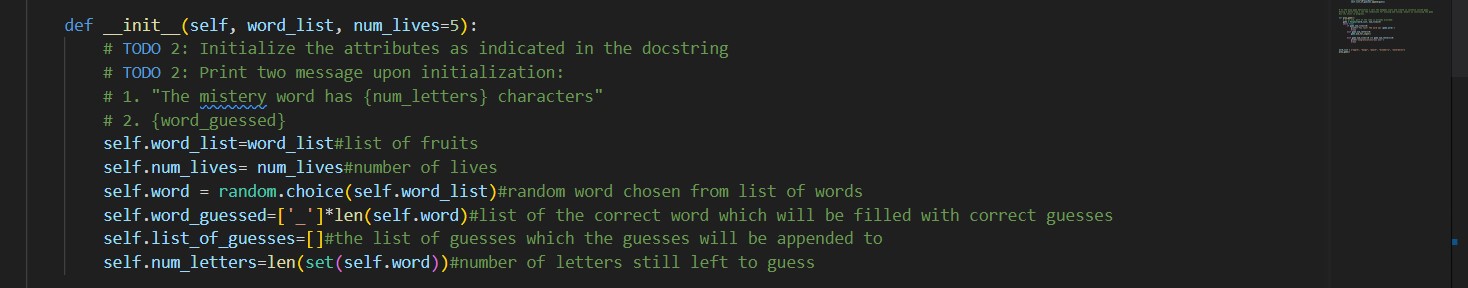 def __init__(self, word_list, num_lives=5):
# TODO 2: Initialize the attributes as indicated in the docstring
# TODO 2: Print two message upon initialization:
# 1. "The mistery word has {num_letters} characters"
# 2. {word_guessed}
self.word_list=word_list#list of fruits
self.num_lives= num_lives#number of lives
self.word = random.choice(self.word_list)#random word chosen from list of words
self.word_guessed=['_']*len(self.word)#list of the correct word which will be filled with correct guesses
self.list_of_guesses=[]#the list of guesses which the guesses will be appended to
self.num_letters=len(set(self.word))#number of letters still left to guess